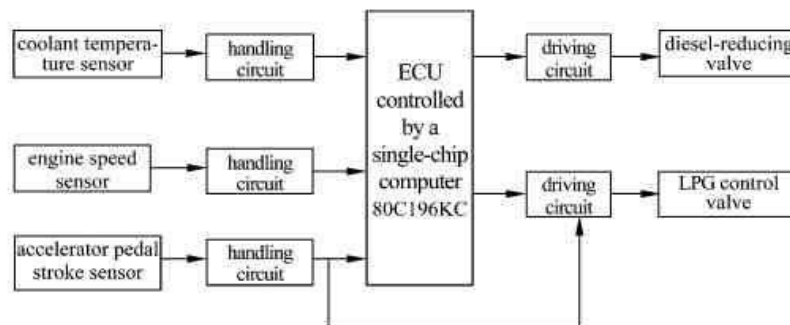 coolant tempera-
ture sensor
handling
circuit
ECU
controlled
by a
single-chip
computer
80C196KC
driving
circuit
diesel-reducing
valve
engine speed
sensor
handling
circuit
driving
circuit
LPG control
valve
accelerator pedal
stroke sensor
handling
circuit